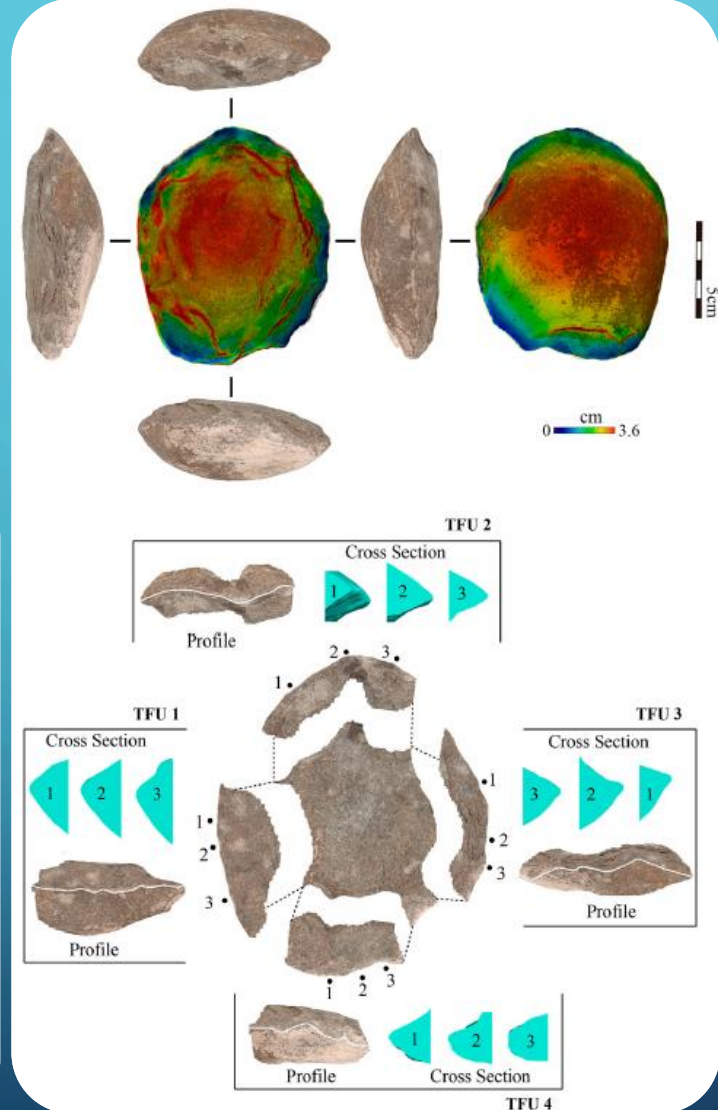 5cm
cm
0 3.6
TFU 2
Cross Section
1 2 3
Profile
2 3
1
TFU 1
Cross Section
1 2 3
Profile
1
2
3
TFU 3
Cross Section
3 2 1
Profile
1
2
3
1 2 3
1 2 3
Profile Cross Section
TFU 4